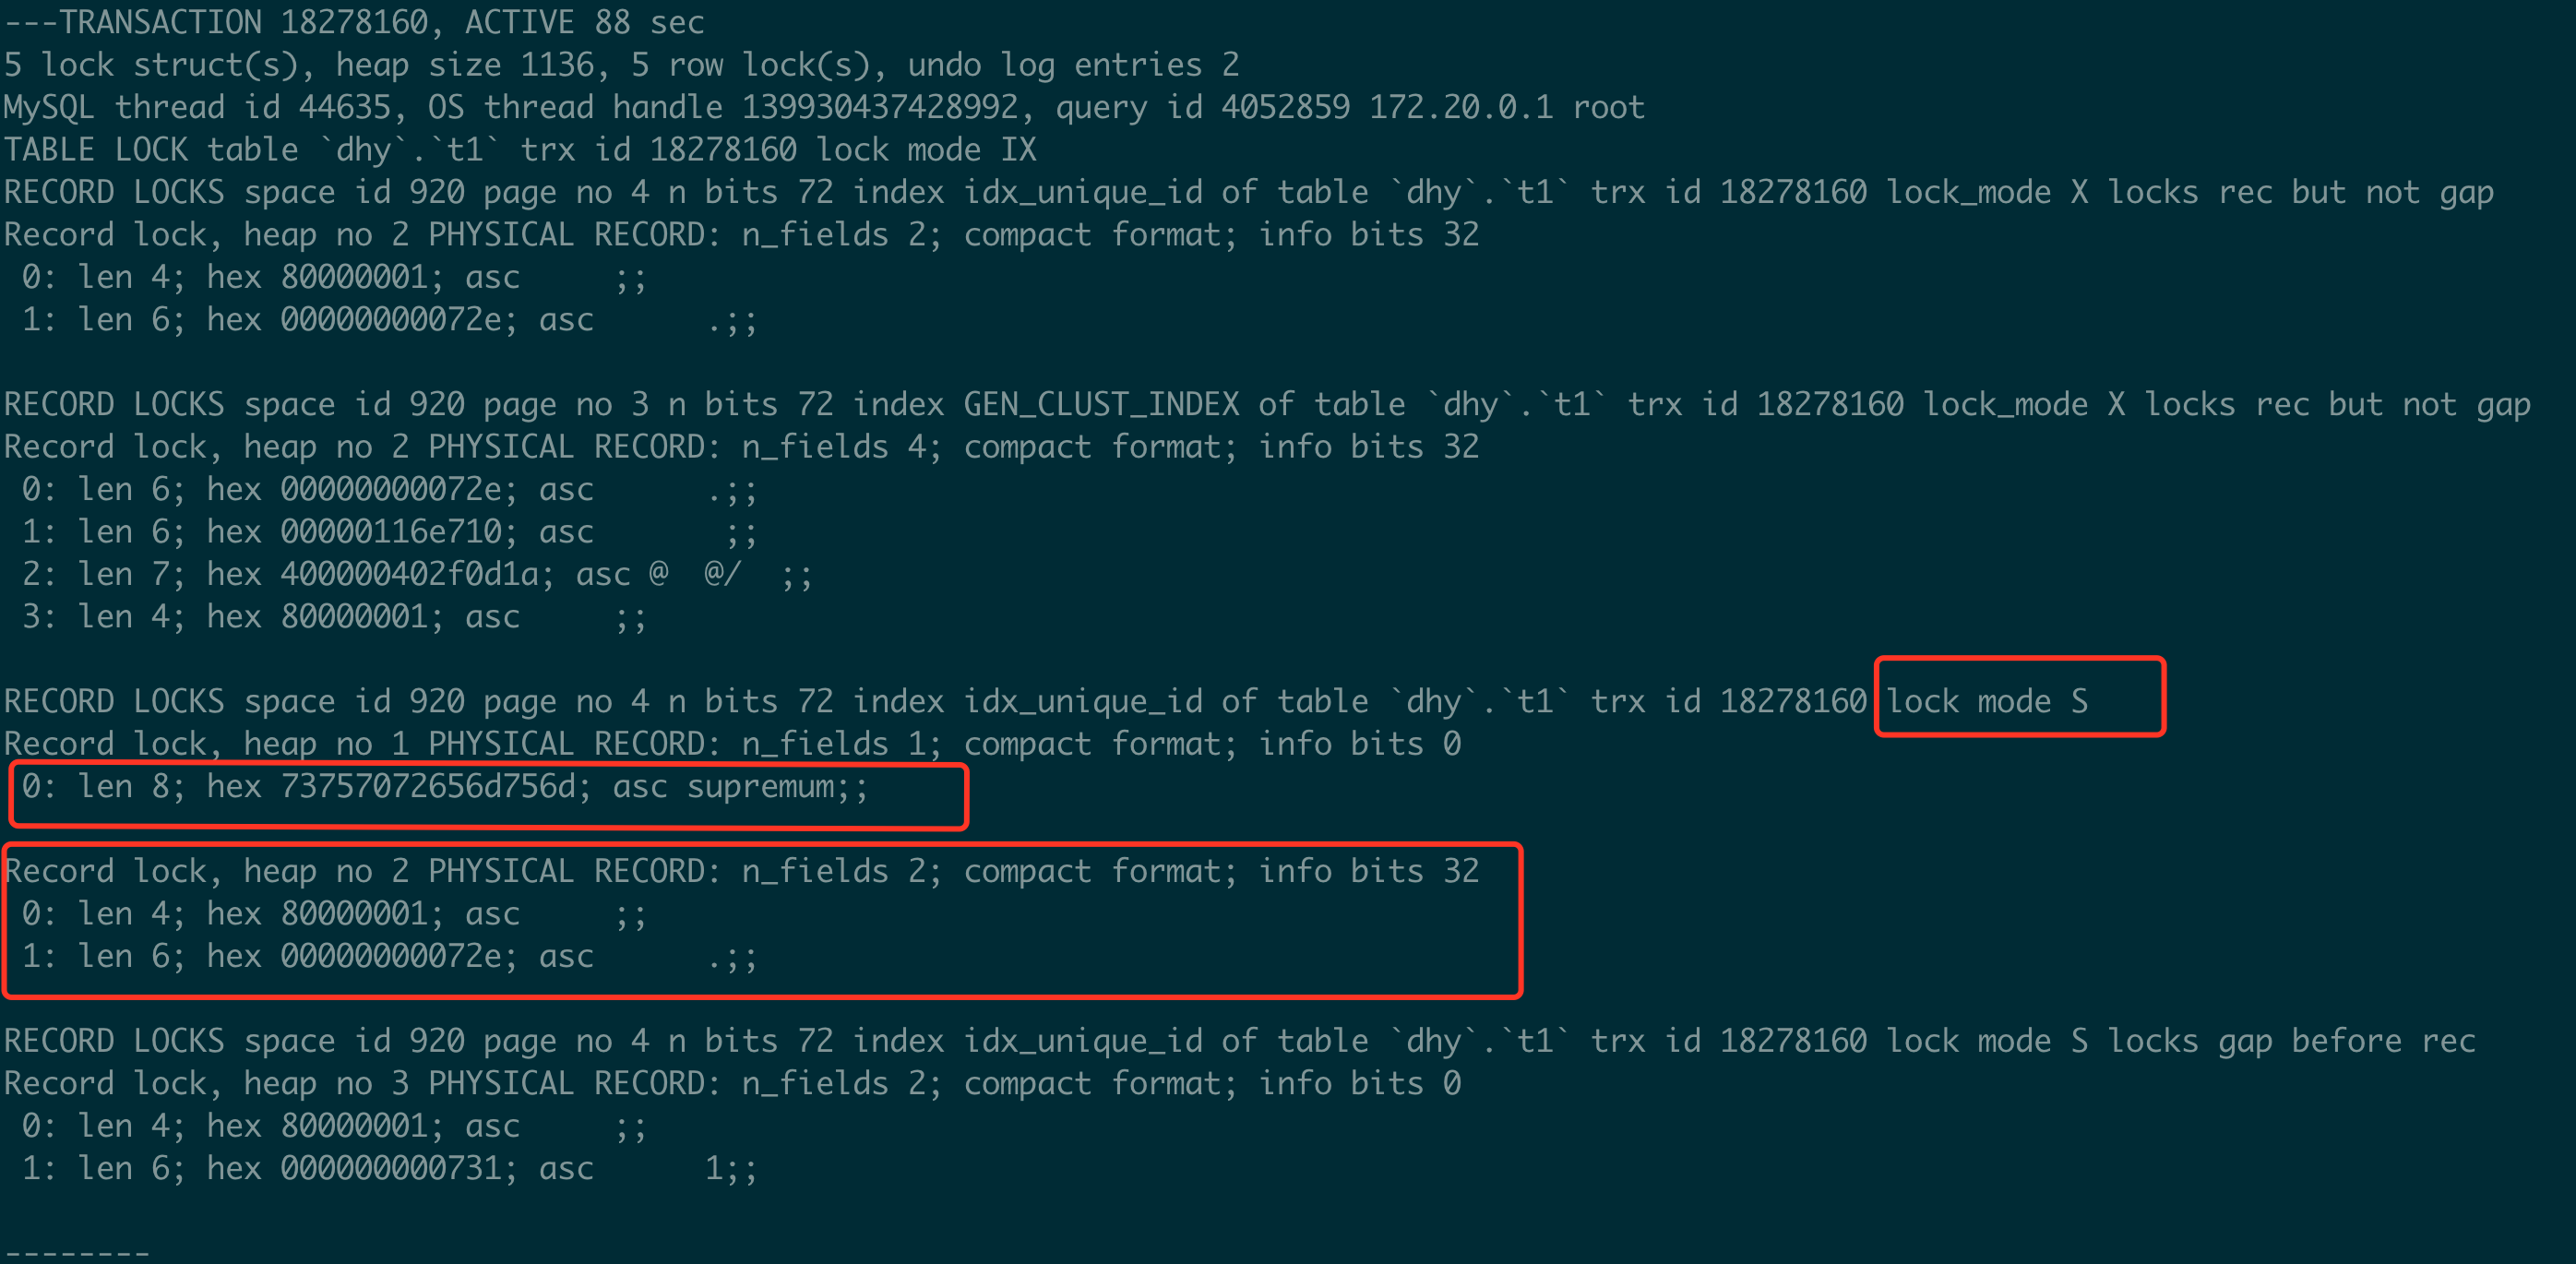 ---TRANSACTION 18278160, ACTIVE 88 sec
5 lock struct(s), heap size 1136, 5 row lock(s), undo log entries 2
MySQL thread id 44635, OS thread handle 139930437428992, query id 4052859 172.20.0.1 root
TABLE LOCK table `dhy`.`t1` trx id 18278160 lock mode IX
RECORD LOCKS space id 920 page no 4 n bits 72 index idx_unique_id of table `dhy`.`t1` trx id 18278160 lock_mode X locks rec but not gap
Record lock, heap no 2 PHYSICAL RECORD: n_fields 2; compact format; info bits 32
 0: len 4; hex 80000001; asc     ;;
 1: len 6; hex 00000000072e; asc      .;;

RECORD LOCKS space id 920 page no 3 n bits 72 index GEN_CLUST_INDEX of table `dhy`.`t1` trx id 18278160 lock_mode X locks rec but not gap
Record lock, heap no 2 PHYSICAL RECORD: n_fields 4; compact format; info bits 32
 0: len 6; hex 00000000072e; asc      .;;
 1: len 6; hex 00000116e710; asc       ;;
 2: len 7; hex 400000402f0d1a; asc @  @/  ;;
 3: len 4; hex 80000001; asc     ;;

RECORD LOCKS space id 920 page no 4 n bits 72 index idx_unique_id of table `dhy`.`t1` trx id 18278160 lock mode S
Record lock, heap no 1 PHYSICAL RECORD: n_fields 1; compact format; info bits 0
 0: len 8; hex 73757072656d756d; asc supremum;;

Record lock, heap no 2 PHYSICAL RECORD: n_fields 2; compact format; info bits 32
 0: len 4; hex 80000001; asc     ;;
 1: len 6; hex 00000000072e; asc      .;;

RECORD LOCKS space id 920 page no 4 n bits 72 index idx_unique_id of table `dhy`.`t1` trx id 18278160 lock mode S locks gap before rec
Record lock, heap no 3 PHYSICAL RECORD: n_fields 2; compact format; info bits 0
 0: len 4; hex 80000001; asc     ;;
 1: len 6; hex 000000000731; asc      1;;

--------